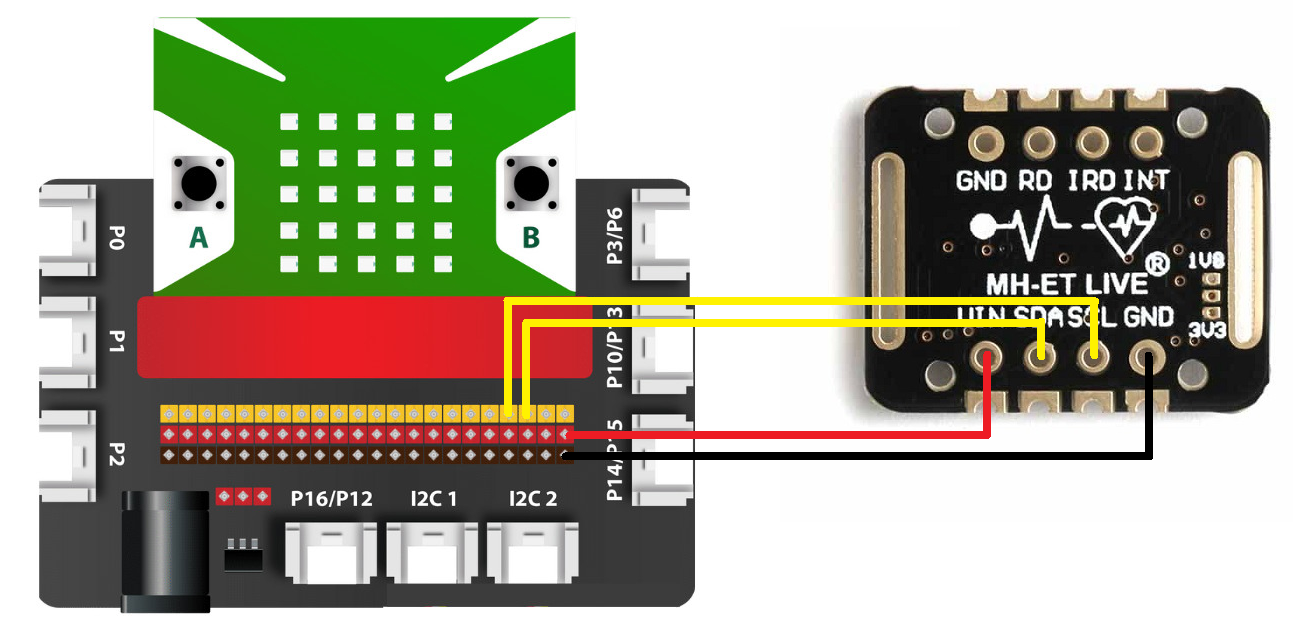 A
B
P0
P1
P2
P3/P6
P10/P13
P14/P15
P16/P12
I2C 1
I2C 2
GND RD IRD INT
MH-ET LIVE®
1V8
3V3
UIN SDA SCL GND